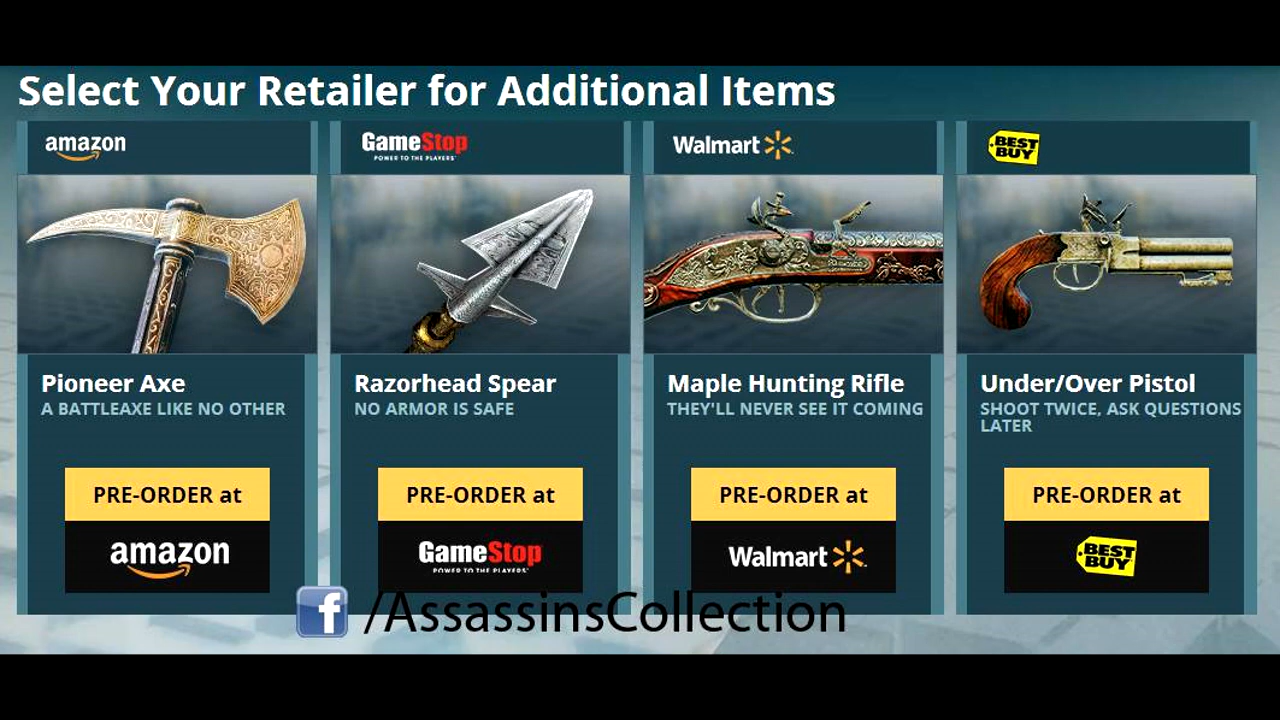 Select Your Retailer for Additional Items
amazon
GameStop
POWER TO THE PLAYERS
Walmart
BEST BUY
Pioneer Axe
A BATTLEAXE LIKE NO OTHER
Razorhead Spear
NO ARMOR IS SAFE
Maple Hunting Rifle
THEY'LL NEVER SEE IT COMING
Under/Over Pistol
SHOOT TWICE, ASK QUESTIONS
LATER
PRE-ORDER at
amazon
PRE-ORDER at
GameStop
POWER TO THE PLAYERS
PRE-ORDER at
Walmart
PRE-ORDER at
BEST
BUY
f /AssassinsCollection